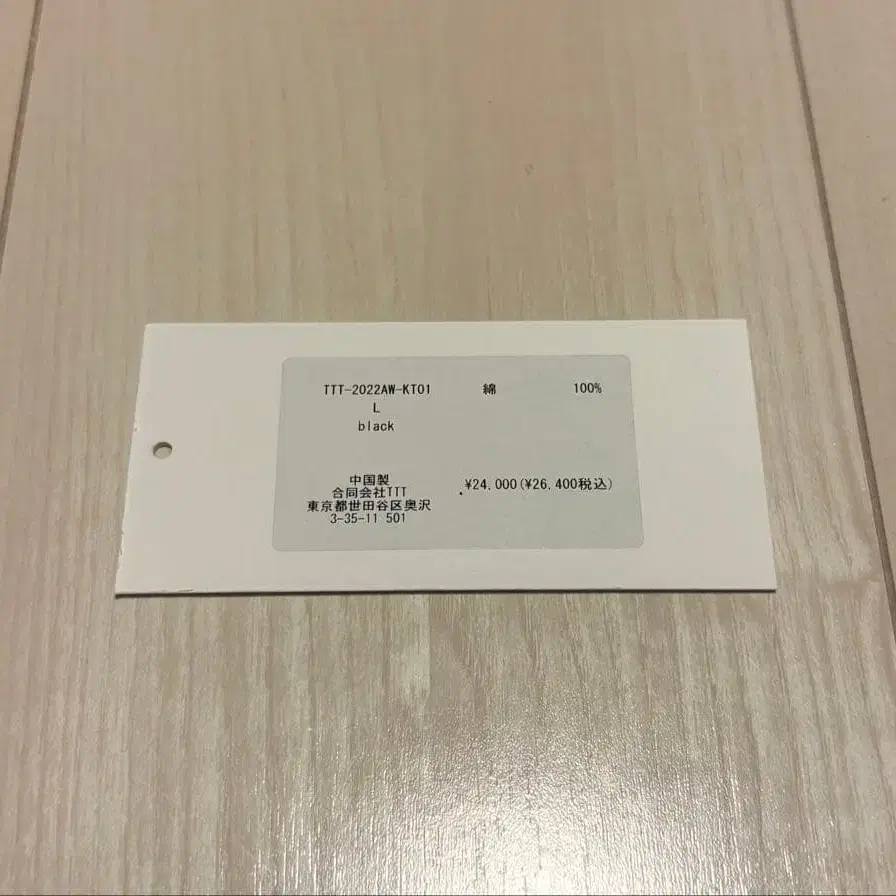 TTT-2022AW-KT01 綿 100%
L
black
中国製
合同会社TTT
東京都世田谷区奥沢
3-35-11 501
¥24,000(¥26,400税込)